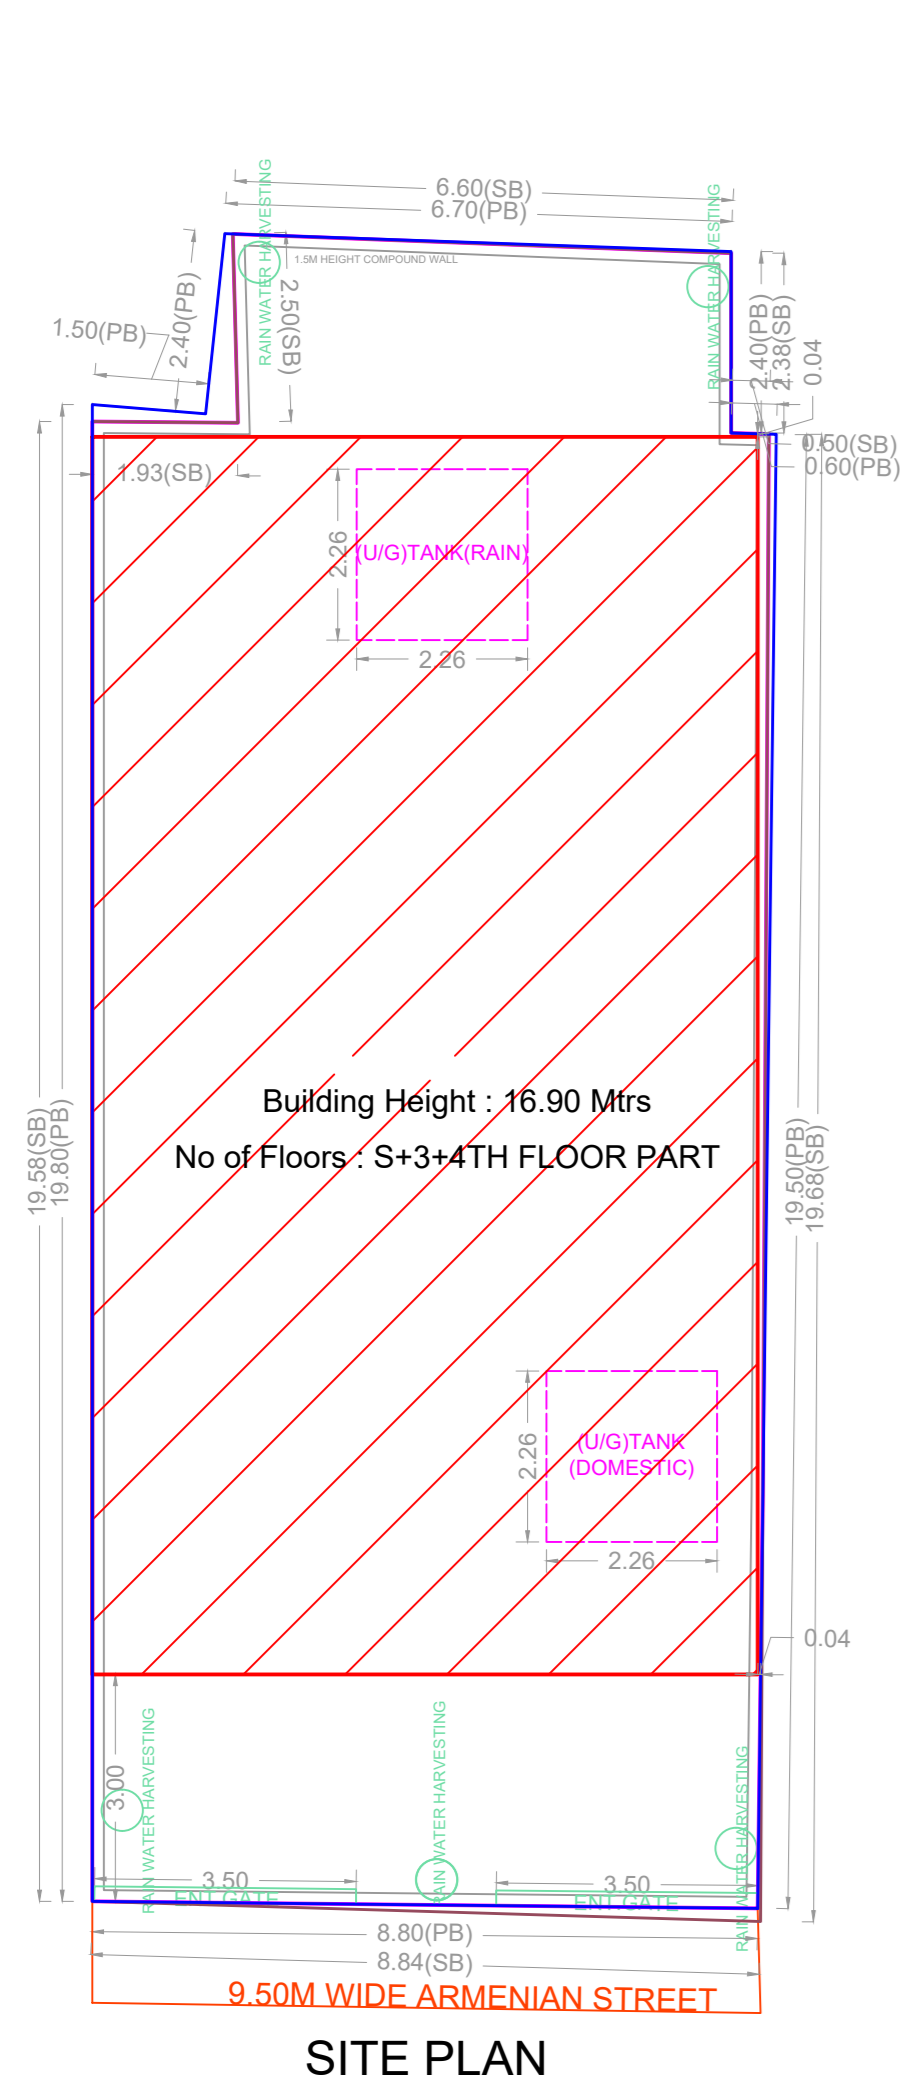 6.60(SB)
6.70(PB)
RAIN WATER HARVESTING
RAIN WATER HARVESTING
1.5M HEIGHT COMPOUND WALL
2.50(SB)
2.40(PB)
1.50(PB)
2.40(PB)
2.38(SB)
0.04
0.50(SB)
0.60(PB)
1.93(SB)
2.26
(U/G)TANK(RAIN)
2.26
Building Height : 16.90 Mtrs
No of Floors : S+3+4TH FLOOR PART
19.58(SB)
19.80(PB)
19.50(PB)
19.68(SB)
2.26
(U/G)TANK
(DOMESTIC)
2.26
0.04
3.00
RAIN WATER HARVESTING
RAIN WATER HARVESTING
RAIN WATER HARVESTING
3.50
3.50
ENT.GATE
ENT.GATE
8.80(PB)
8.84(SB)
9.50M WIDE ARMENIAN STREET
SITE PLAN